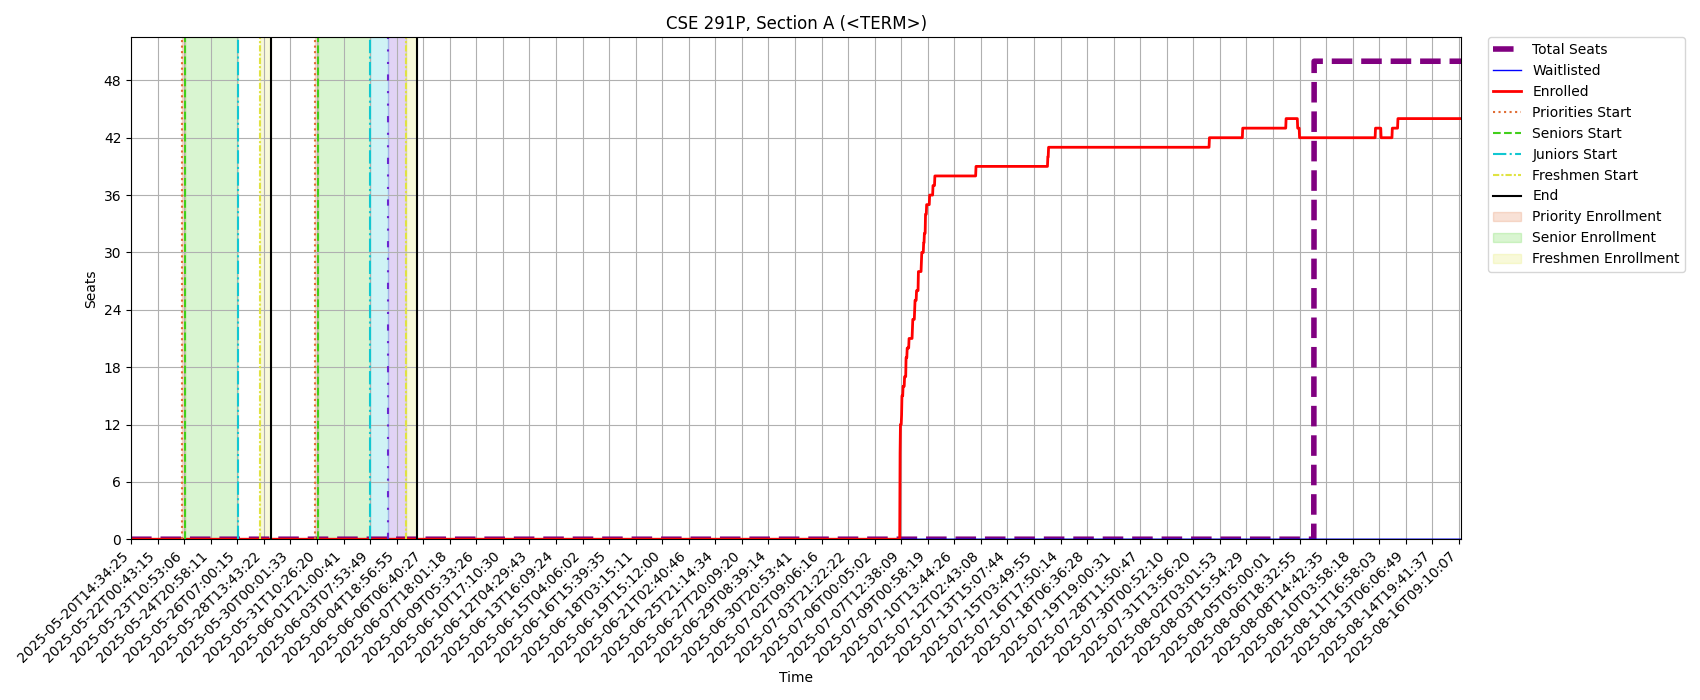 CSE 291P, Section A (<TERM>)
Total Seats
Waitlisted
Enrolled
Priorities Start
Seniors Start
Juniors Start
Freshmen Start
End
Priority Enrollment
Senior Enrollment
Freshmen Enrollment
Seats
48
42
36
30
24
18
12
6
0
2025-05-20T14:34:25
2025-05-22T00:43:15
2025-05-23T10:53:06
2025-05-24T20:58:11
2025-05-26T07:00:15
2025-05-28T13:43:22
2025-05-30T00:01:33
2025-05-31T10:26:20
2025-06-01T21:00:41
2025-06-03T07:53:49
2025-06-04T18:56:55
2025-06-06T06:40:27
2025-06-07T18:01:18
2025-06-09T05:33:26
2025-06-10T17:10:30
2025-06-12T04:29:43
2025-06-13T16:09:24
2025-06-15T04:06:02
2025-06-16T15:39:35
2025-06-18T03:15:11
2025-06-19T15:12:00
2025-06-21T02:40:46
2025-06-25T21:14:34
2025-06-27T20:09:20
2025-06-29T08:39:14
2025-06-30T20:53:41
2025-07-02T09:06:16
2025-07-03T21:22:22
2025-07-06T00:05:02
2025-07-07T12:38:09
2025-07-09T00:58:19
2025-07-10T13:44:26
2025-07-12T02:43:08
2025-07-13T15:07:44
2025-07-15T03:49:55
2025-07-16T17:50:14
2025-07-18T06:36:28
2025-07-19T19:00:31
2025-07-28T11:50:47
2025-07-30T00:52:10
2025-07-31T13:56:20
2025-08-02T03:01:53
2025-08-03T15:54:29
2025-08-05T05:00:01
2025-08-06T18:32:55
2025-08-08T14:42:35
2025-08-10T03:58:18
2025-08-11T16:58:03
2025-08-13T06:06:49
2025-08-14T19:41:37
2025-08-16T09:10:07
Time